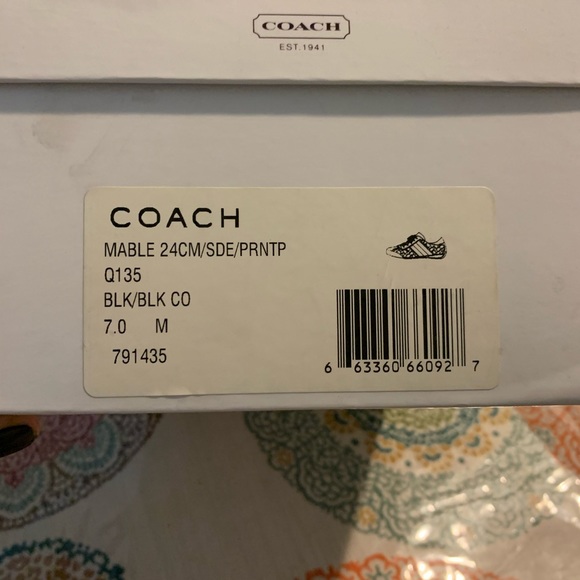 COACH
EST.1941
COACH
MABLE 24CM/SDE/PRNTP
Q135
BLK/BLK CO
7.0 M
791435
6 63360 66092 7